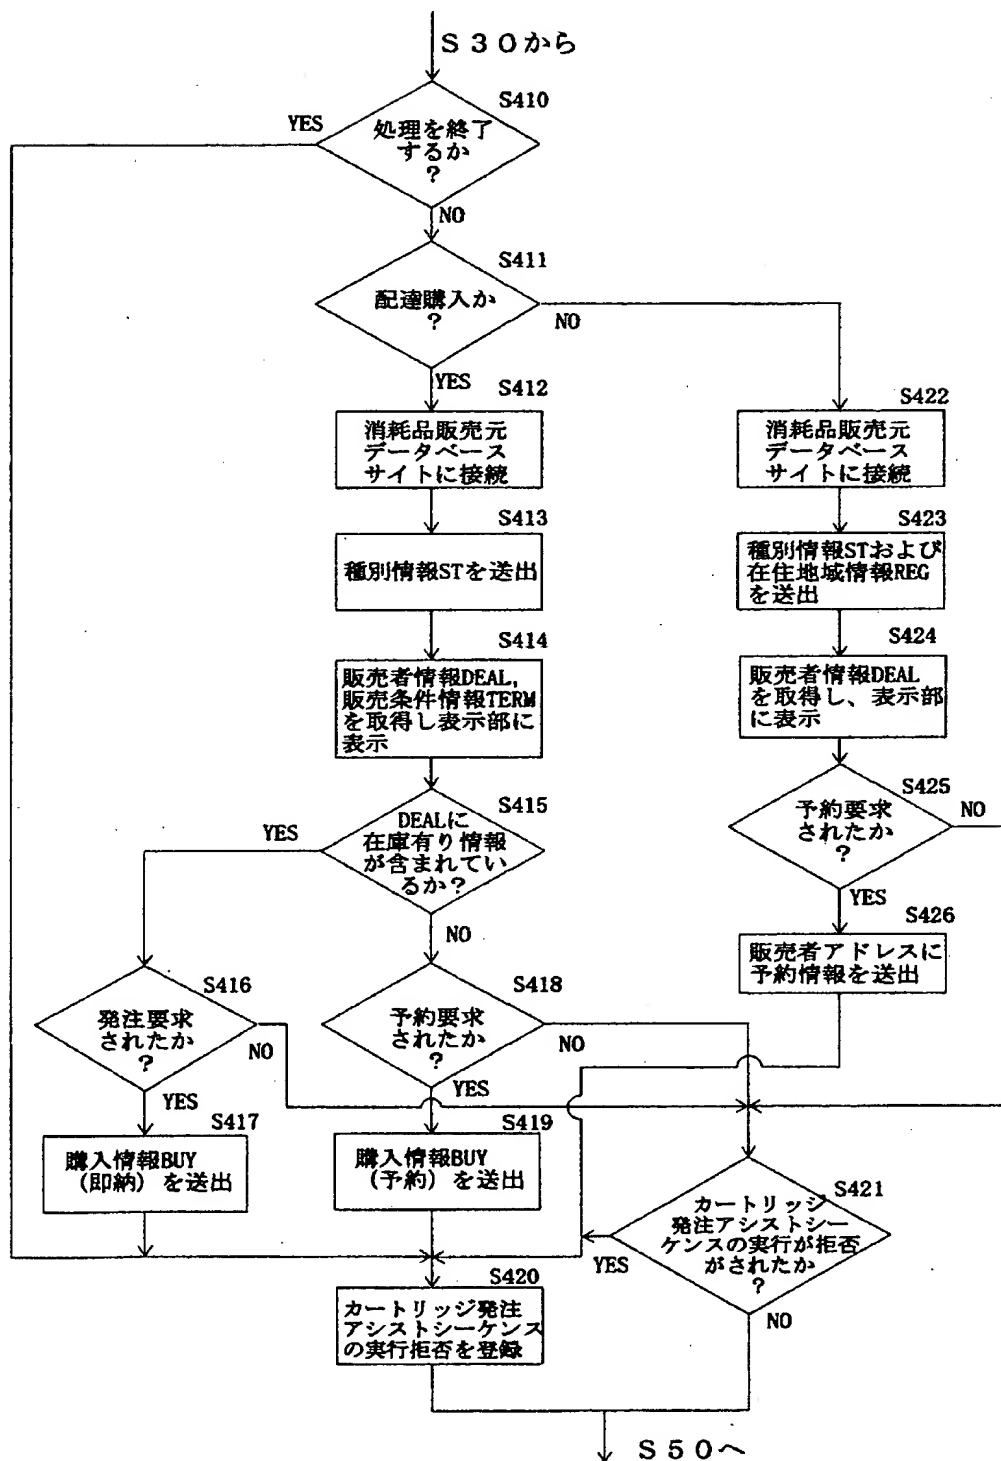 S30から
S410
YES
処理を終了
するか
?
NO
S411
配達購入か
?
NO
YES
S412
消耗品販売元
データベース
サイトに接続
S422
消耗品販売元
データベース
サイトに接続
S413
種別情報STを送出
S423
種別情報STおよび
在住地域情報REG
を送出
S414
販売者情報DEAL,
販売条件情報TERM
を取得し表示部に
表示
S424
販売者情報DEAL
を取得し、表示部
に表示
S415
YES
DEALに
在庫有り情報
が含まれてい
るか?
NO
S425
予約要求
されたか
?
NO
YES
S426
販売者アドレスに
予約情報を送出
S416
発注要求
されたか
?
NO
YES
S418
予約要求
されたか
?
NO
YES
S417
購入情報BUY
(即納)を送出
S419
購入情報BUY
(予約)を送出
S421
カートリッジ
発注アシストシー
ケンスの実行が拒否
がされたか
?
YES
NO
S420
カートリッジ発注
アシストシーケンス
の実行拒否を登録
S50へ